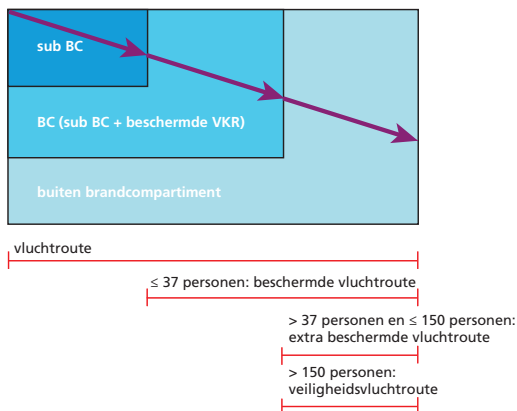 sub BC
BC (sub BC + beschermde VKR)
buiten brandcompartiment
vluchtroute
≤ 37 personen: beschermde vluchtroute
> 37 personen en ≤ 150 personen:
extra beschermde vluchtroute
> 150 personen:
veiligheidsvluchtroute